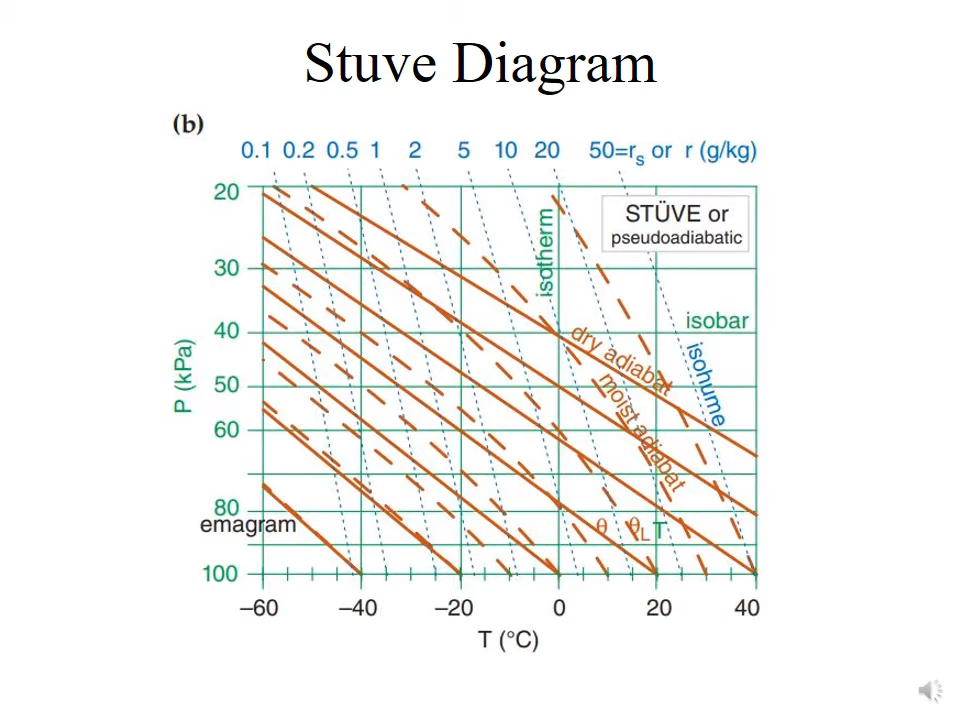 Stuve Diagram
(b)
0.1 0.2 0.5 1 2 5 10 20 50=rs or r (g/kg)
20
30
40
50
60
80
100
P (kPa)
STÜVE or
pseudoadiabatic
isotherm
isobar
dry adiabat
moist adiabat
isohume
emagram
θ θL T
–60 –40 –20 0 20 40
T (°C)